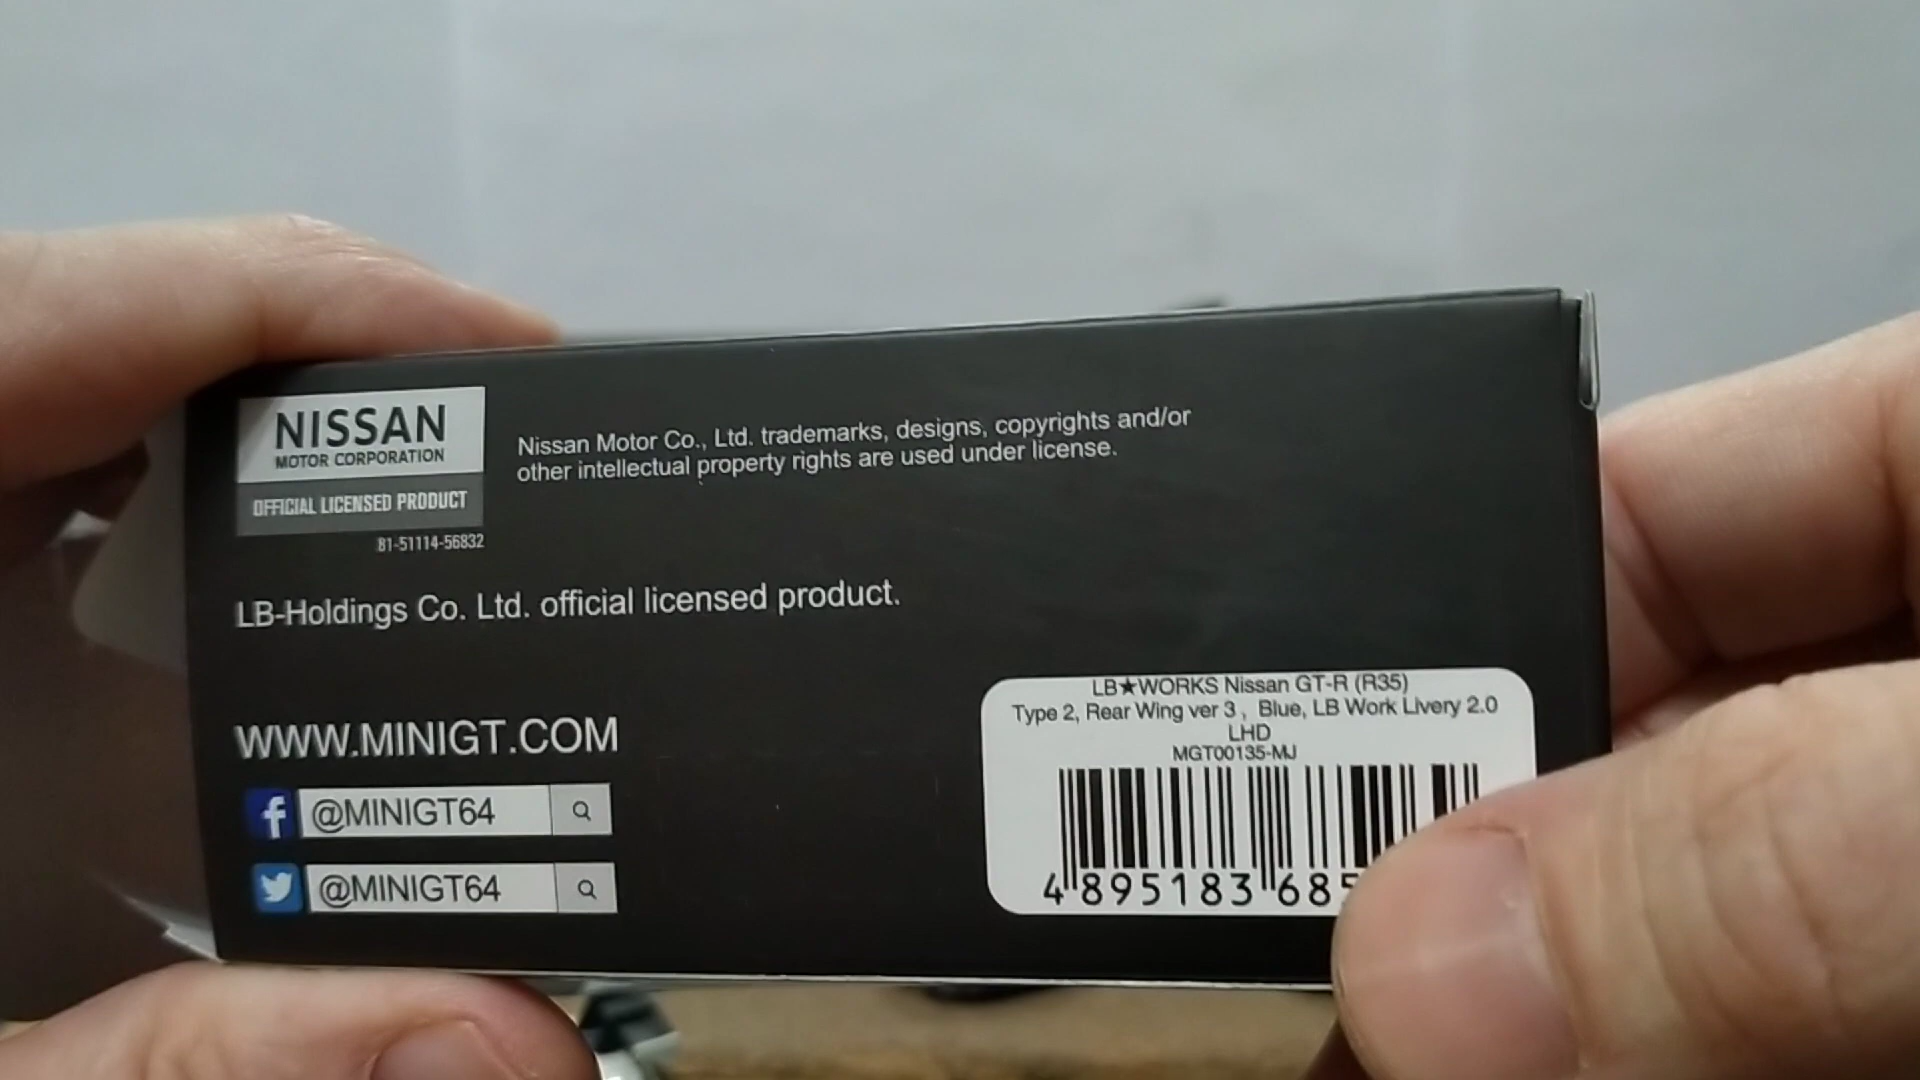 NISSAN
MOTOR CORPORATION
OFFICIAL LICENSED PRODUCT
81-51114-56832
Nissan Motor Co., Ltd. trademarks, designs, copyrights and/or
other intellectual property rights are used under license.
LB-Holdings Co. Ltd. official licensed product.
WWW.MINIGT.COM
@MINIGT64
@MINIGT64
LB★WORKS Nissan GT-R (R35)
Type 2, Rear Wing ver 3 , Blue, LB Work Livery 2.0
LHD
MGT00135-MJ
4 895183 685